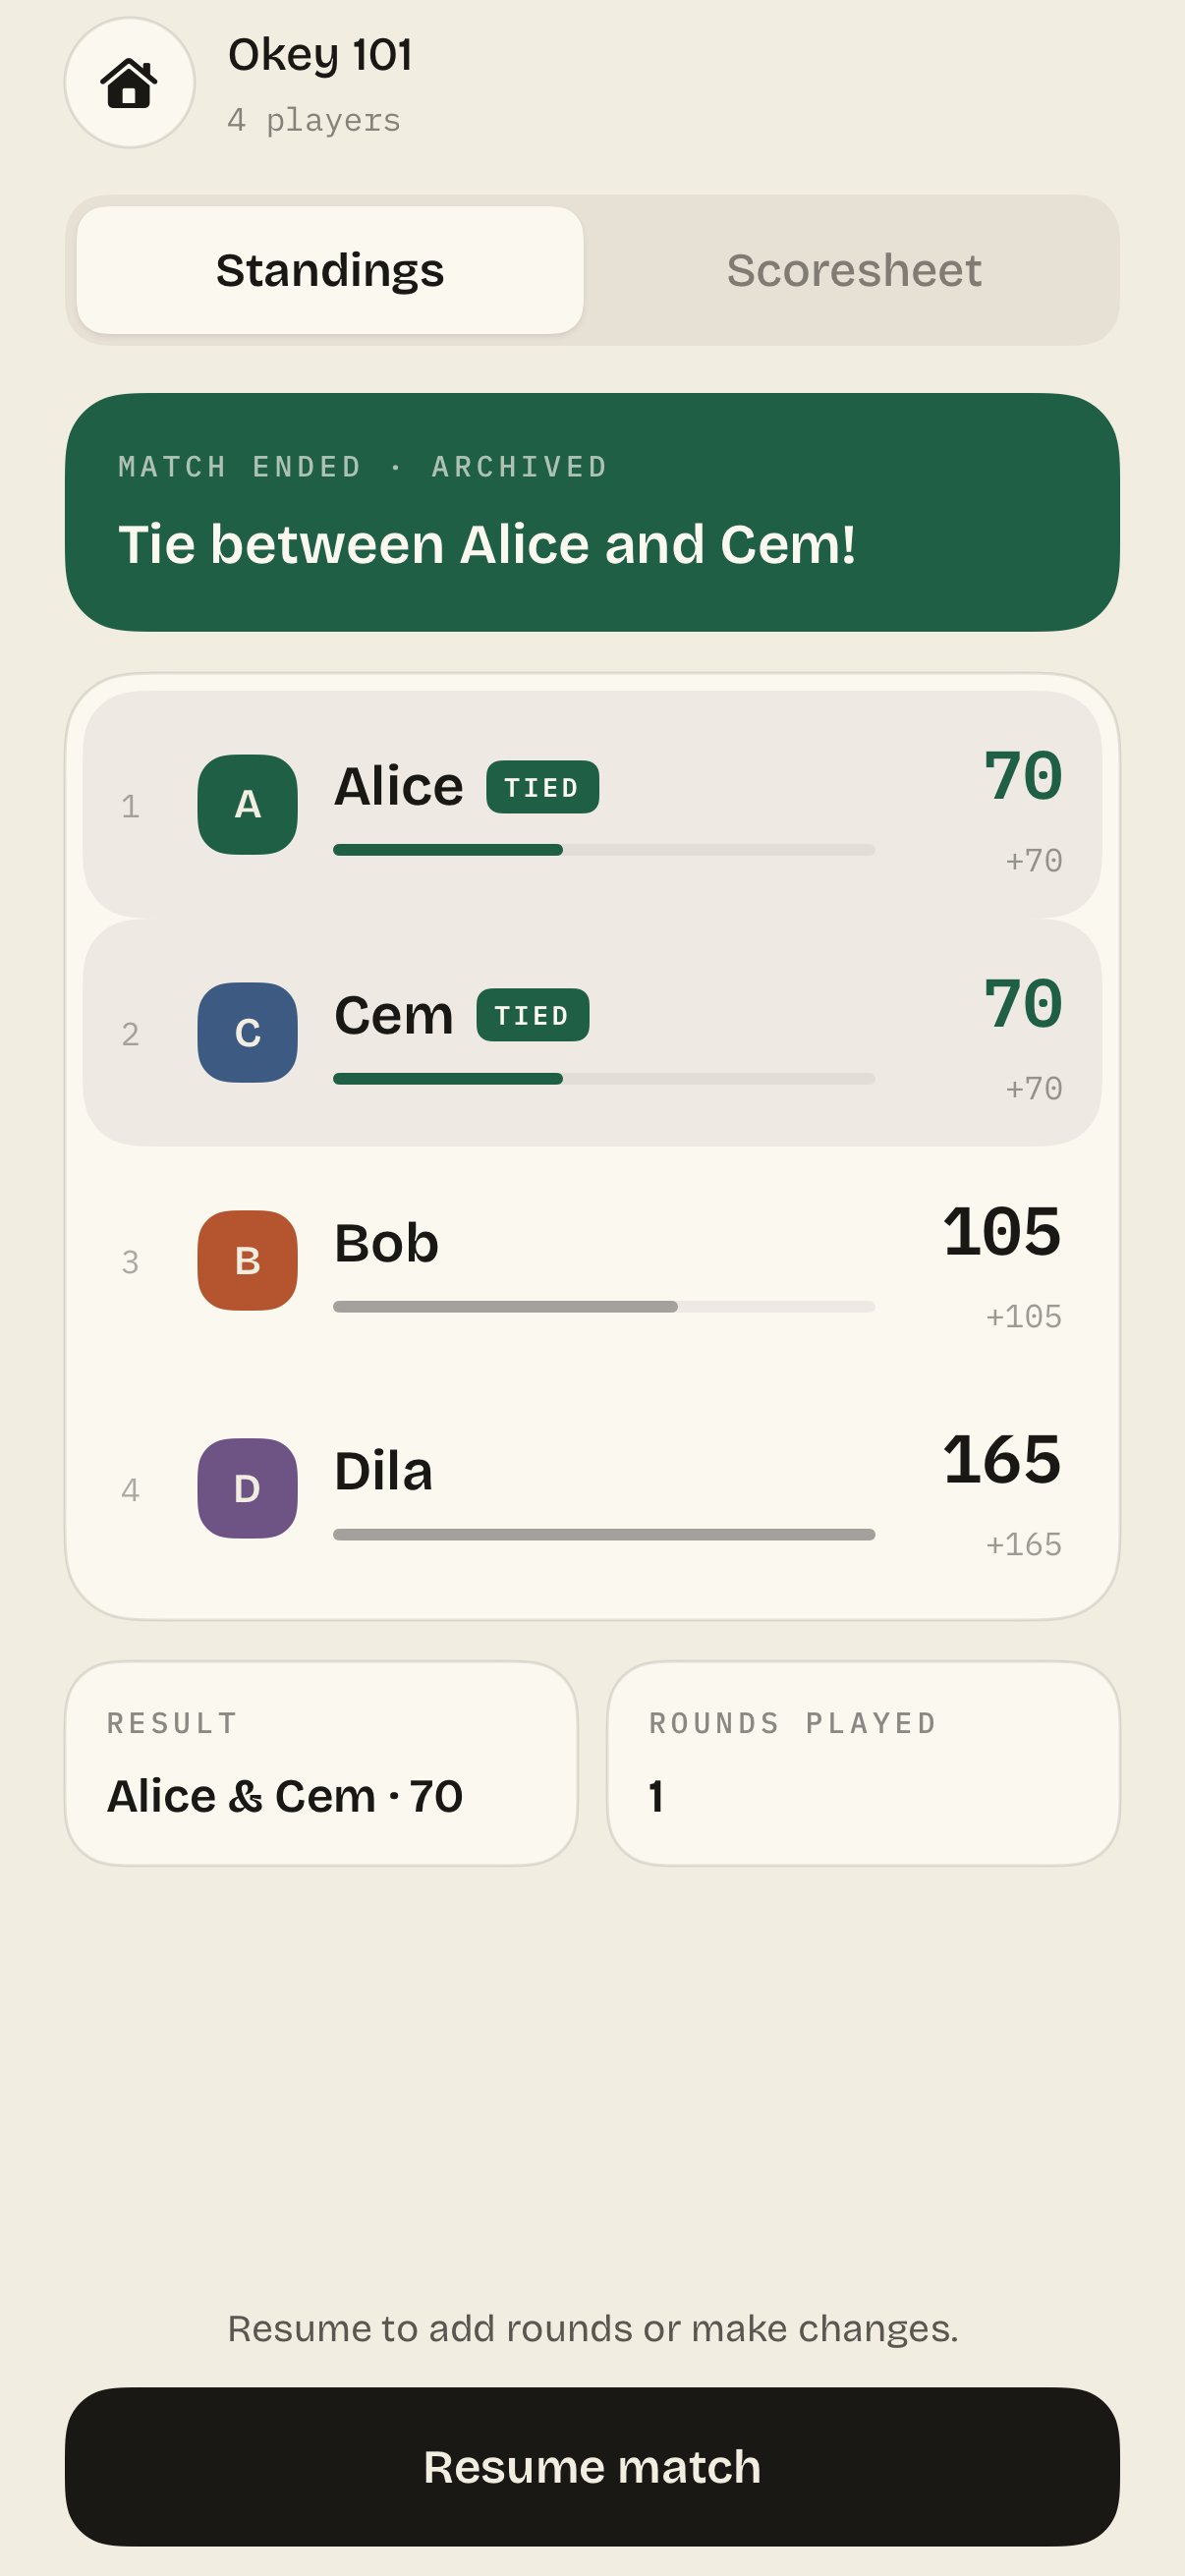 Okey 101
4 players
Standings
Scoresheet
MATCH ENDED · ARCHIVED
Tie between Alice and Cem!
1
A
Alice
TIED
70
+70
2
C
Cem
TIED
70
+70
3
B
Bob
105
+105
4
D
Dila
165
+165
RESULT
Alice & Cem · 70
ROUNDS PLAYED
1
Resume to add rounds or make changes.
Resume match